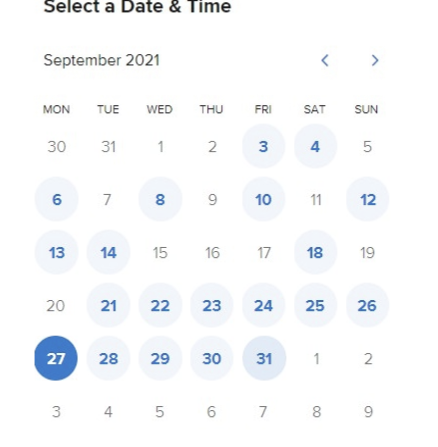 Select a Date & Time
September 2021
MON TUE WED THU FRI SAT SUN
30 31 1 2 3 4 5
6 7 8 9 10 11 12
13 14 15 16 17 18 19
20 21 22 23 24 25 26
27 28 29 30 31 1 2
3 4 5 6 7 8 9